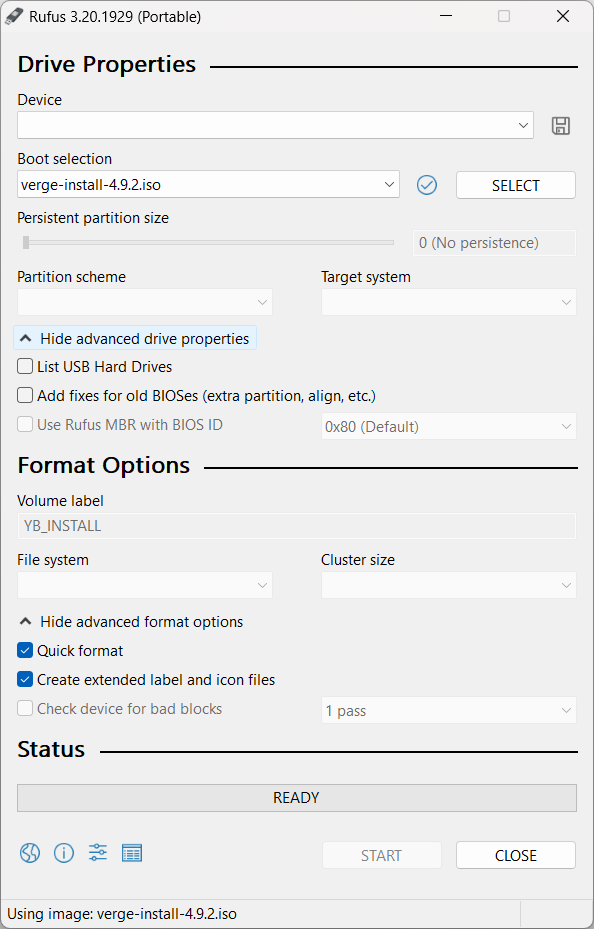 Rufus 3.20.1929 (Portable)
Drive Properties
Device
Boot selection
verge-install-4.9.2.iso
SELECT
Persistent partition size
0 (No persistence)
Partition scheme
Target system
Hide advanced drive properties
List USB Hard Drives
Add fixes for old BIOSes (extra partition, align, etc.)
Use Rufus MBR with BIOS ID
0x80 (Default)
Format Options
Volume label
YB_INSTALL
File system
Cluster size
Hide advanced format options
Quick format
Create extended label and icon files
Check device for bad blocks
1 pass
Status
READY
START
CLOSE
Using image: verge-install-4.9.2.iso